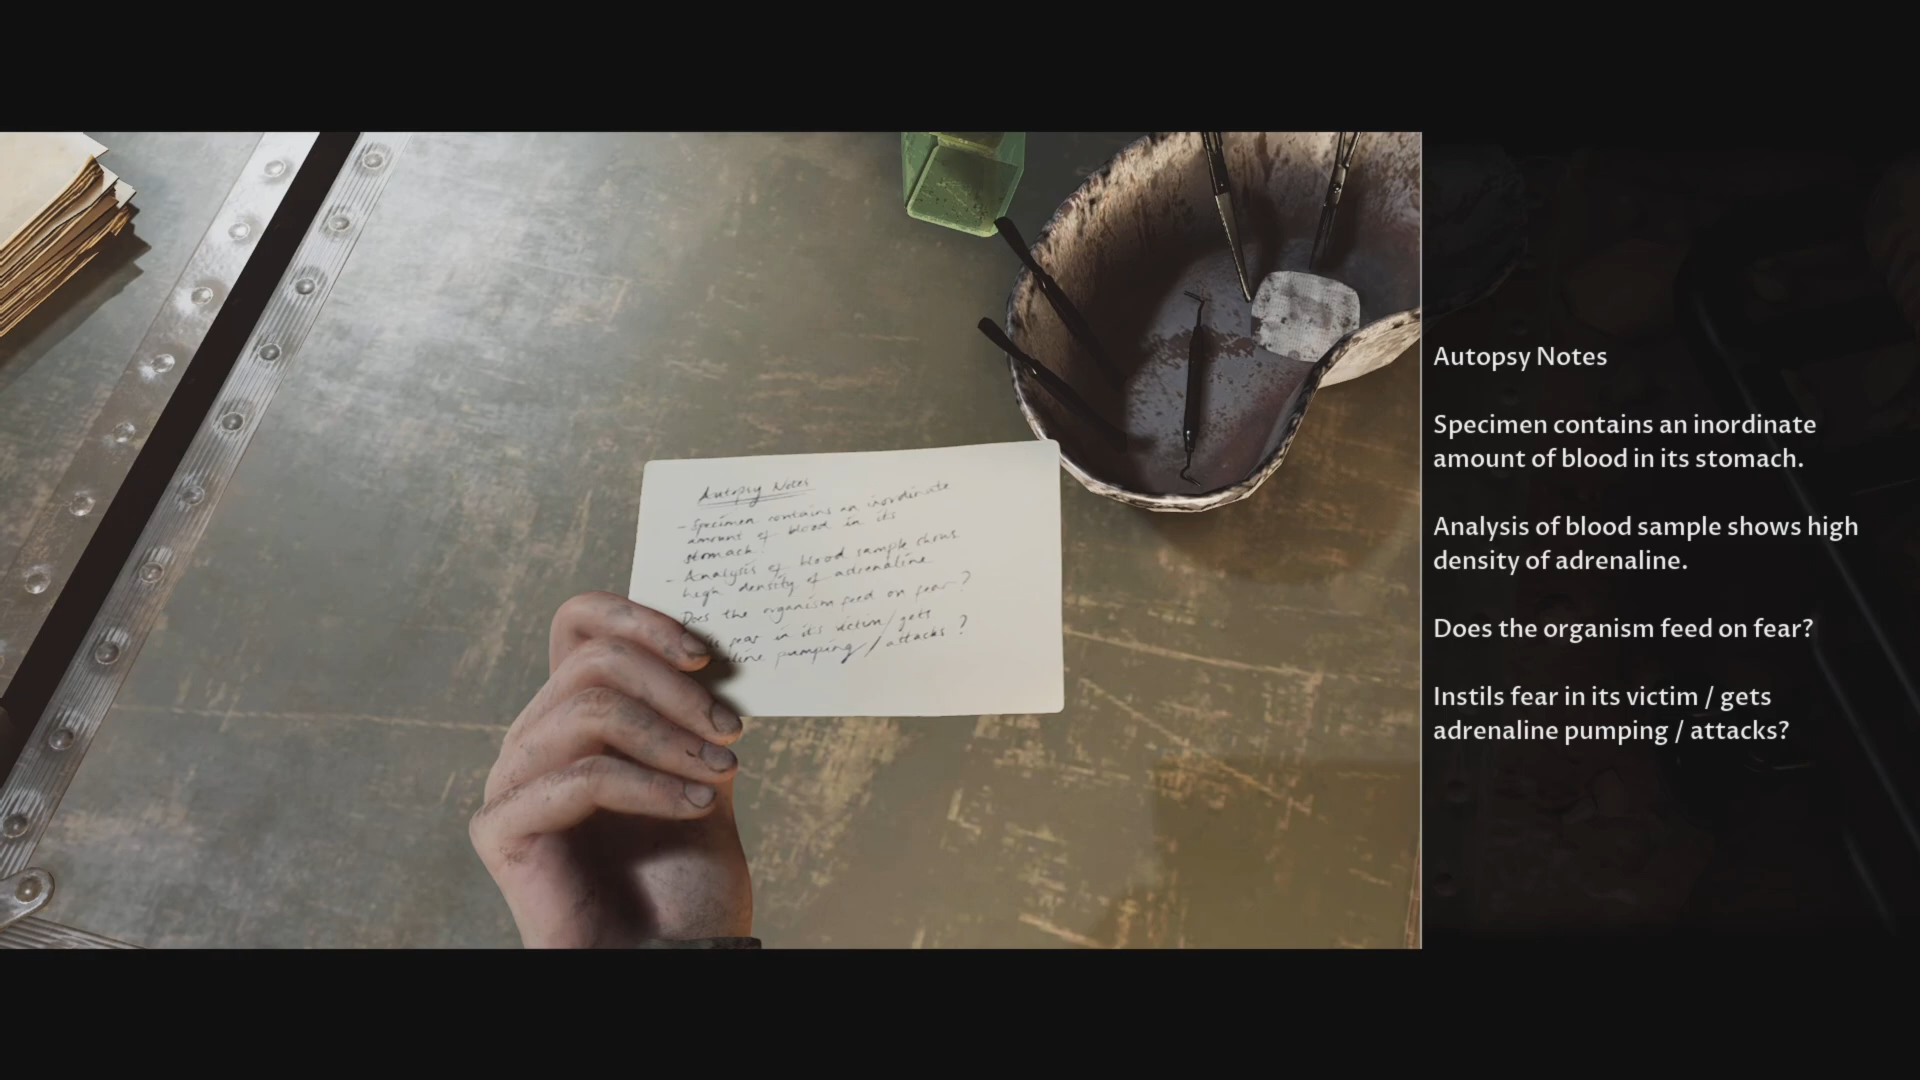 Autopsy Notes
- Specimen contains an inordinate
amount of blood in its
stomach.
- Analysis of blood sample shows
high density of adrenaline
Does the organism feed on fear?
fear in its victim/gets
pumping/attacks?
Autopsy Notes
Specimen contains an inordinate
amount of blood in its stomach.
Analysis of blood sample shows high
density of adrenaline.
Does the organism feed on fear?
Instils fear in its victim / gets
adrenaline pumping / attacks?